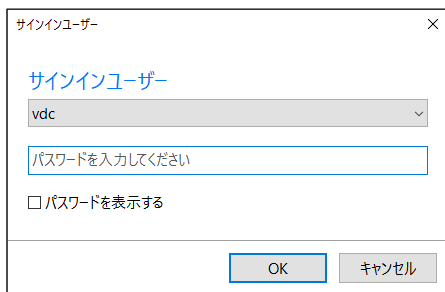 サインインユーザー
サインインユーザー
vdc
パスワードを入力してください
パスワードを表示する
OK
キャンセル